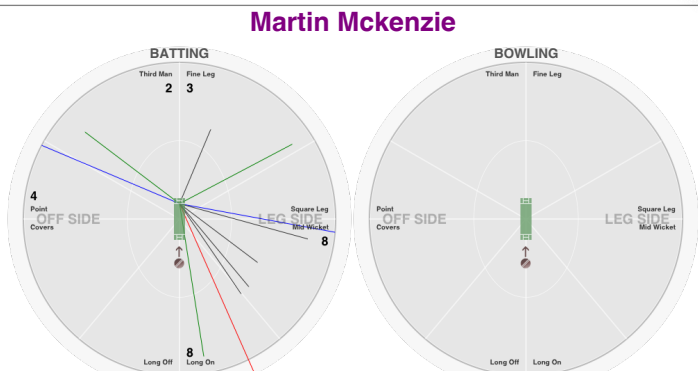 Martin Mckenzie
BATTING
Third Man Fine Leg
2 3
4
Point Square Leg
OFF SIDE LEG SIDE
Covers Mid Wicket
8
8
Long Off Long On
BOWLING
Third Man Fine Leg
Point Square Leg
OFF SIDE LEG SIDE
Covers Mid Wicket
Long Off Long On